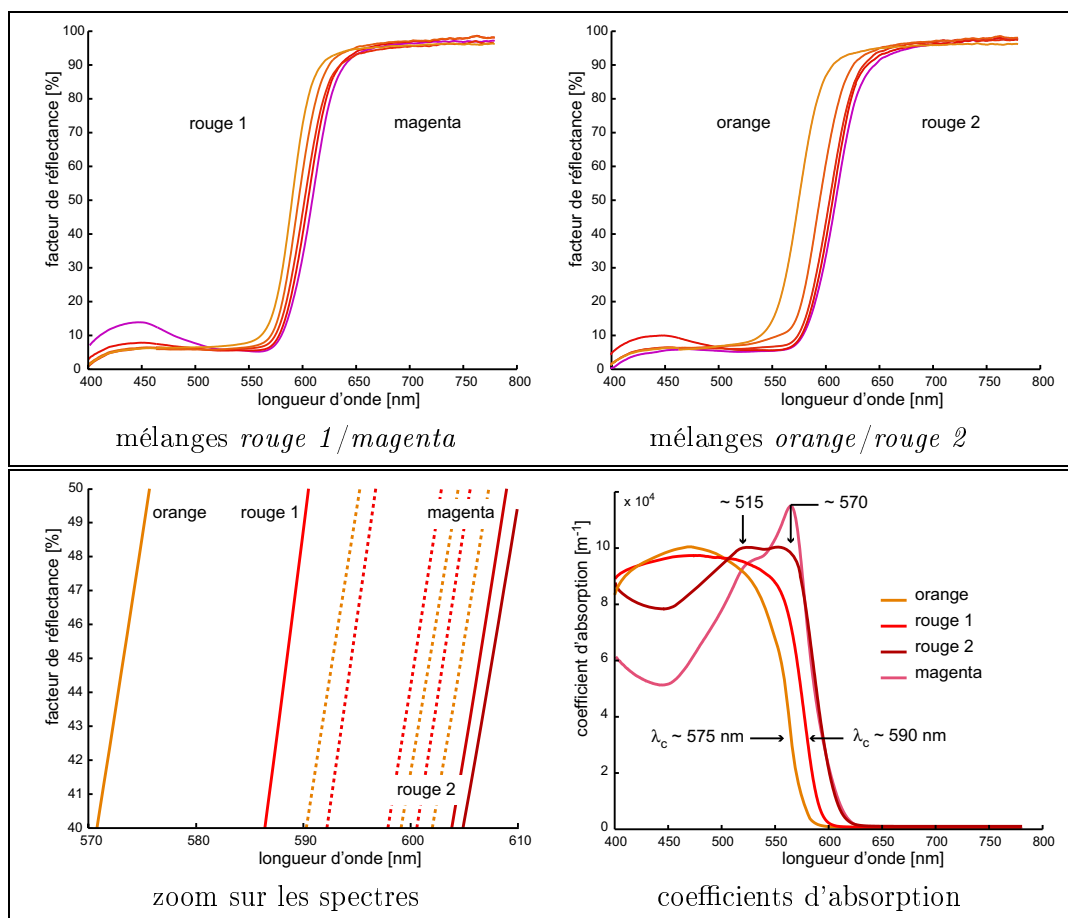 facteur de réflectance [%]
100
90
80
70
60
50
40
30
20
10
0
rouge 1
magenta
400 450 500 550 600 650 700 750 800
longueur d'onde [nm]
mélanges rouge 1/magenta
facteur de réflectance [%]
100
90
80
70
60
50
40
30
20
10
0
orange
rouge 2
400 450 500 550 600 650 700 750 800
longueur d'onde [nm]
mélanges orange/rouge 2
facteur de réflectance [%]
50
49
48
47
46
45
44
43
42
41
40
orange
rouge 1
magenta
rouge 2
570 580 590 600 610
longueur d'onde [nm]
zoom sur les spectres
coefficient d'absorption [m-1]
x 10⁴
10
8
6
4
2
0
~ 515
~ 570
orange
rouge 1
rouge 2
magenta
λc ~ 575 nm
λc ~ 590 nm
400 450 500 550 600 650 700 750 800
longueur d'onde [nm]
coefficients d'absorption